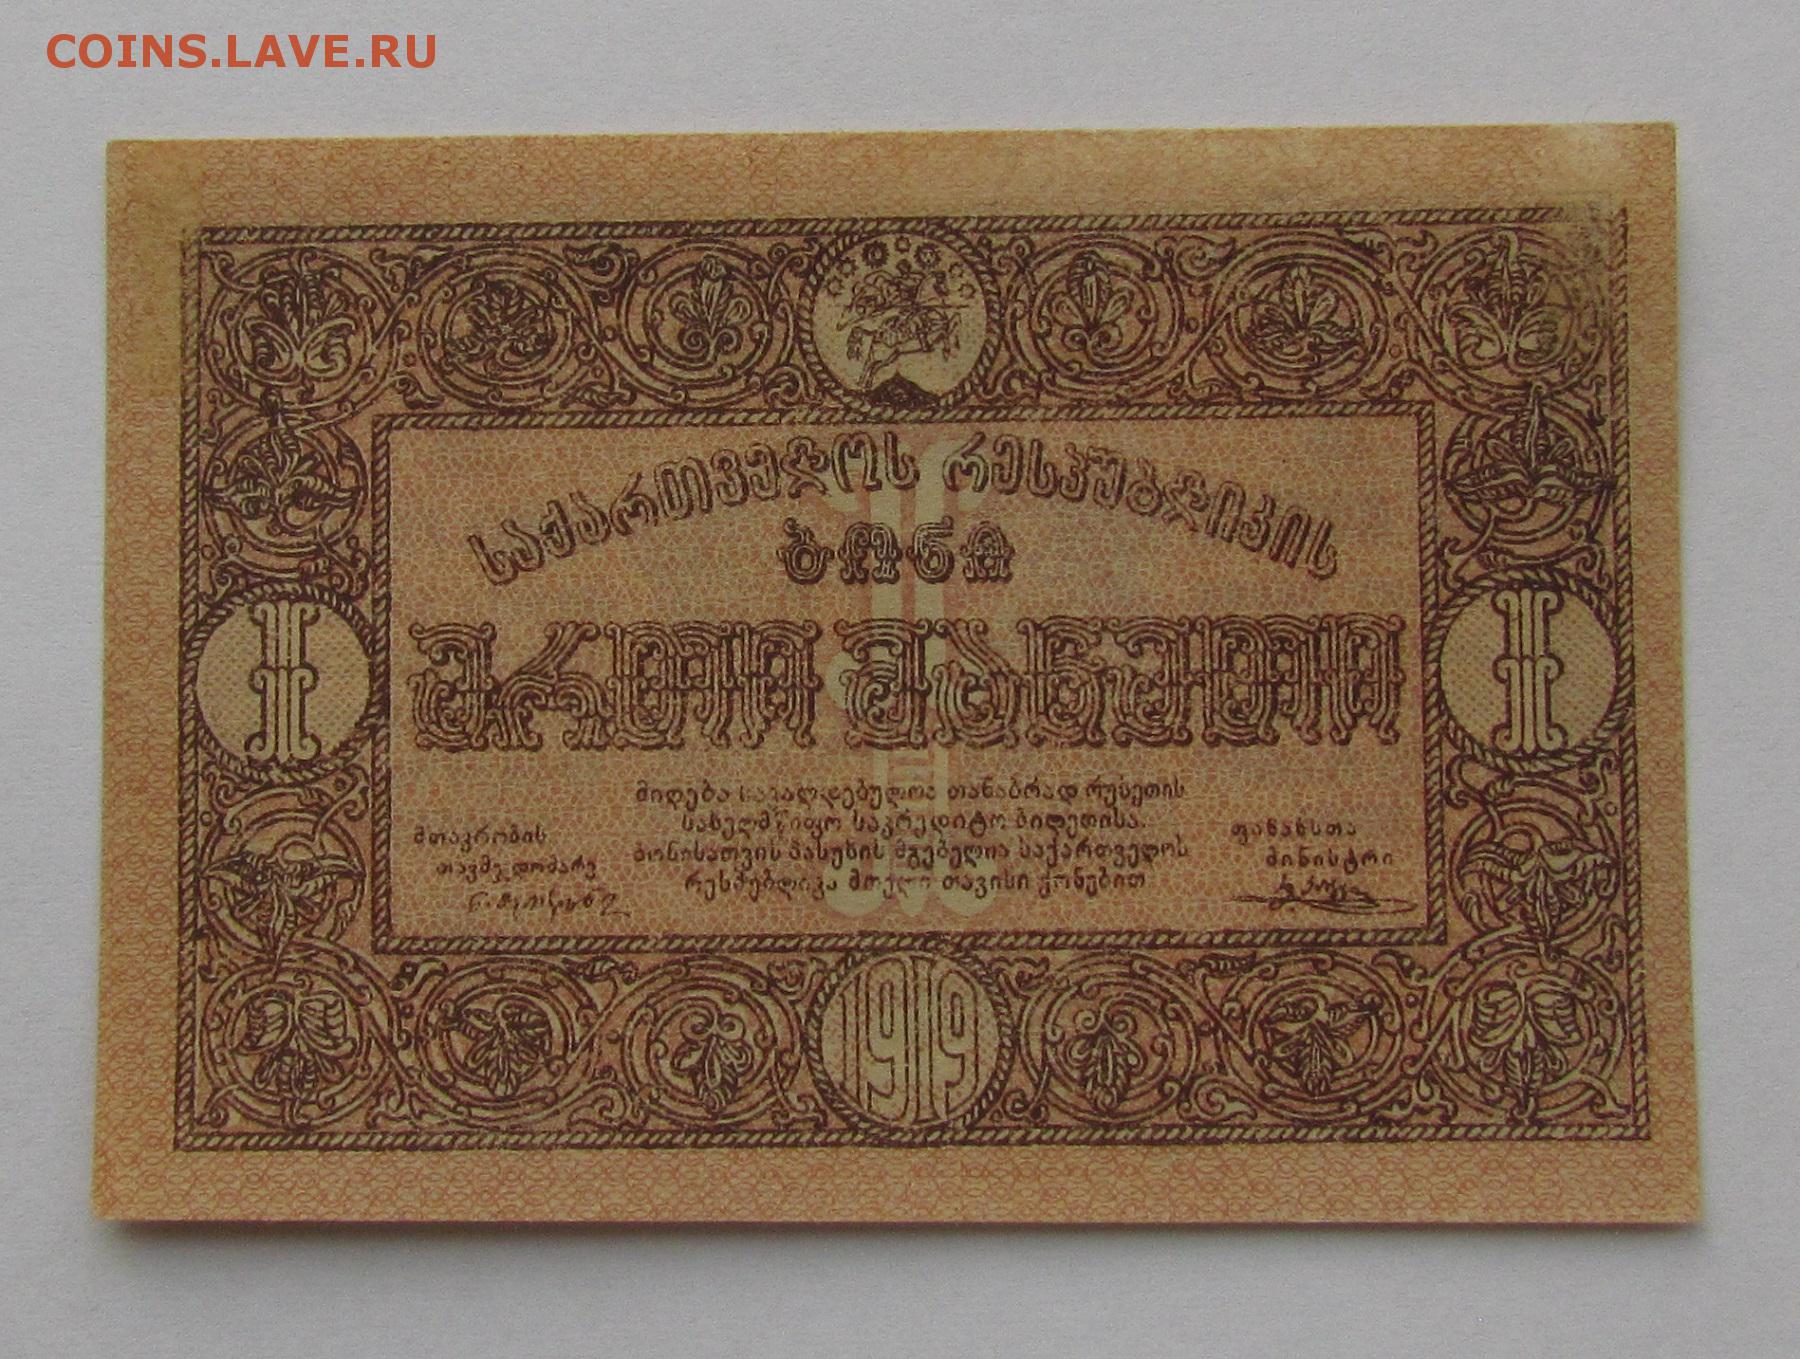 COINS.LAVE.RU
საქართველოს რესპუბლიკის
ბონა
ერთი მანეთი
I I
მიღება სავალდებულოა თანაბრად რუსეთის
სახელმწიფო საკრედიტო ბილეთისა.
ბონისათვის პასუხის მგებელია საქართველოს
რესპუბლიკა მთელი თავისი ქონებით
მთავრობის
თავმჯდომარე
ფინანსთა
მინისტრი
1919